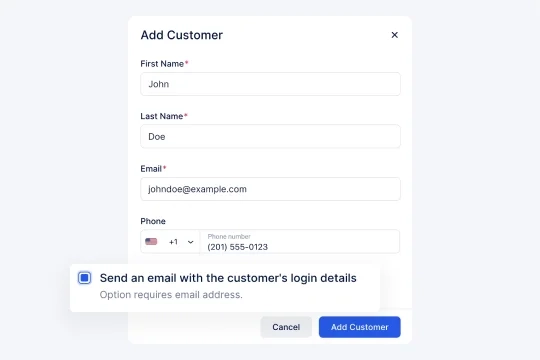 Add Customer
First Name*
John
Last Name*
Doe
Email*
johndoe@example.com
Phone
+1
Phone number
(201) 555-0123
Send an email with the customer's login details
Option requires email address.
Cancel
Add Customer